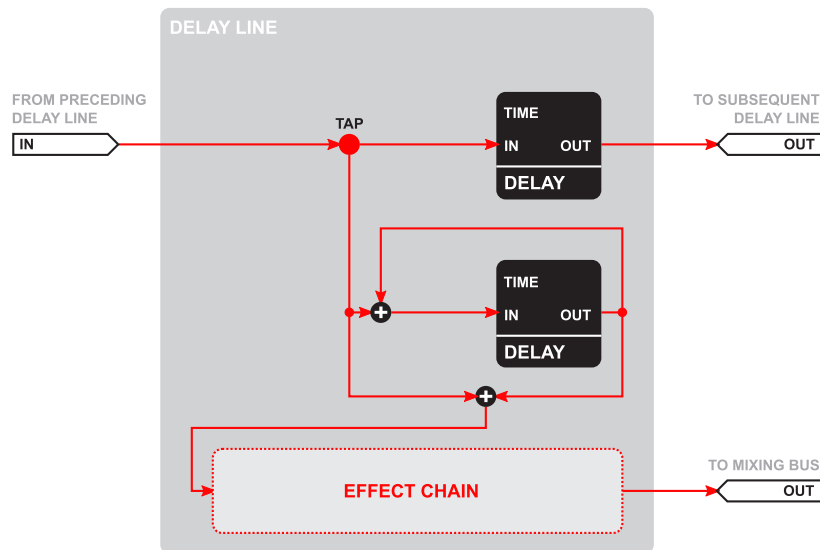 DELAY LINE
FROM PRECEDING
DELAY LINE
IN
TAP
TIME
IN OUT
DELAY
TO SUBSEQUENT
DELAY LINE
OUT
TIME
IN OUT
DELAY
EFFECT CHAIN
TO MIXING BUS
OUT